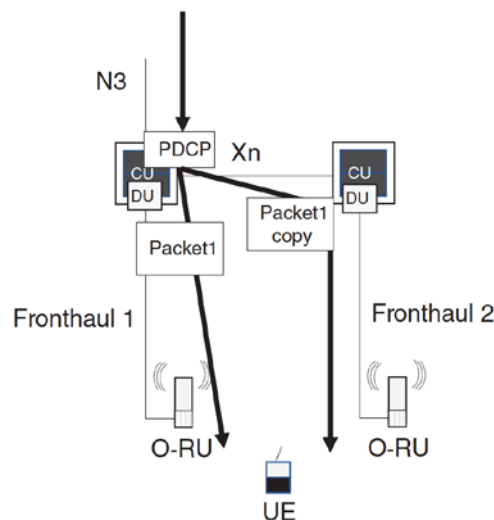 N3
PDCP
Xn
CU
CU
DU
DU
Packet1
Packet1
copy
Fronthaul 1
Fronthaul 2
O-RU
O-RU
UE